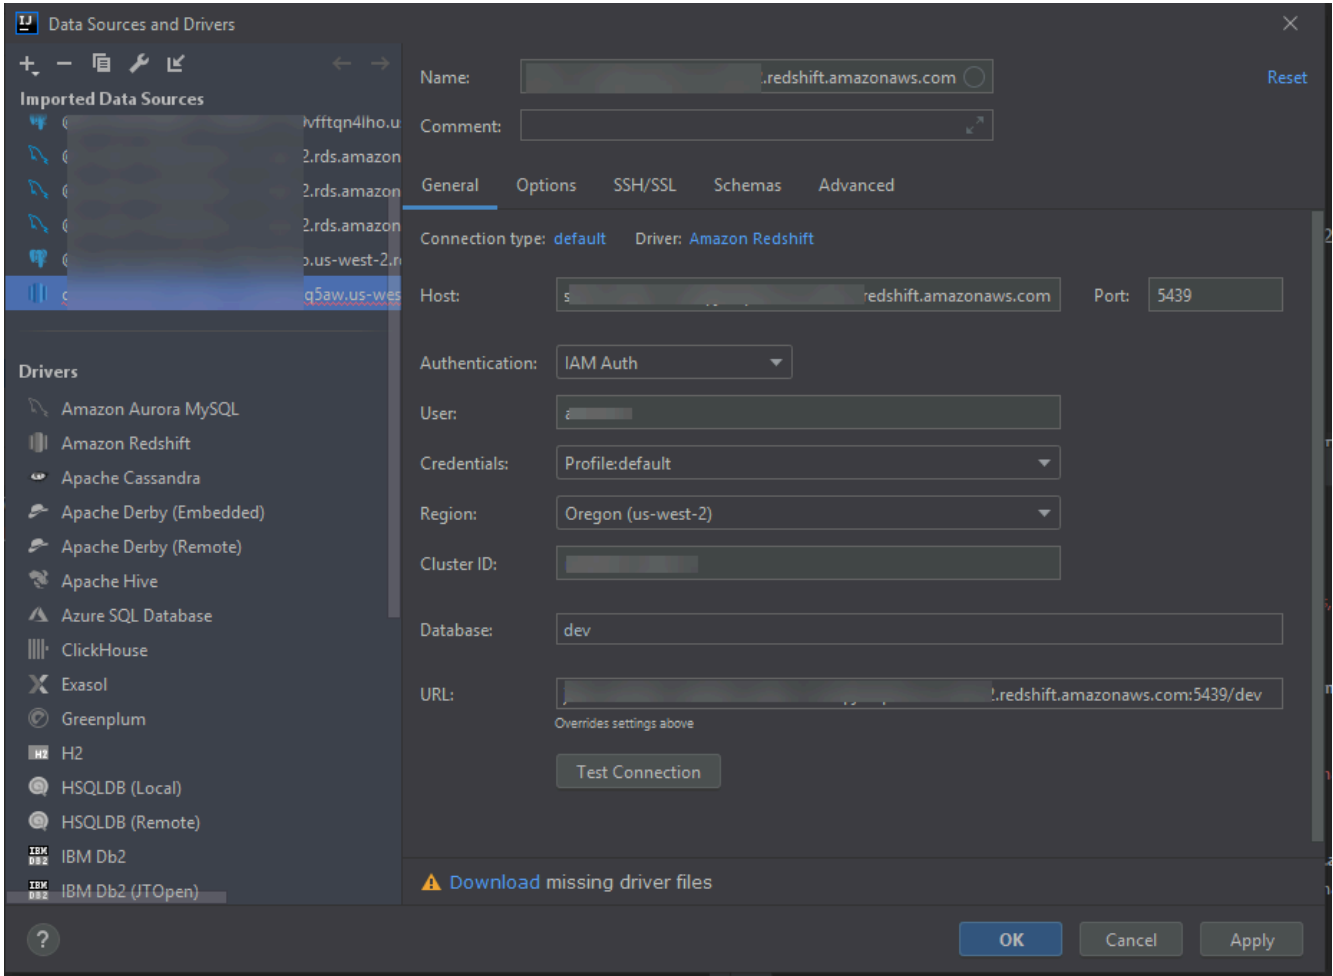 Data Sources and Drivers
Imported Data Sources
vfftqn4lho.u
2.rds.amazon
2.rds.amazon
2.rds.amazon
.us-west-2.r
q5aw.us-wes
Drivers
Amazon Aurora MySQL
Amazon Redshift
Apache Cassandra
Apache Derby (Embedded)
Apache Derby (Remote)
Apache Hive
Azure SQL Database
ClickHouse
Exasol
Greenplum
H2
HSQLDB (Local)
HSQLDB (Remote)
IBM Db2
IBM Db2 (JTOpen)
Name: .redshift.amazonaws.com Reset
Comment:
General Options SSH/SSL Schemas Advanced
Connection type: default Driver: Amazon Redshift
Host: redshift.amazonaws.com Port: 5439
Authentication: IAM Auth
User:
Credentials: Profile:default
Region: Oregon (us-west-2)
Cluster ID:
Database: dev
URL: .redshift.amazonaws.com:5439/dev
Overrides settings above
Test Connection
Download missing driver files
? OK Cancel Apply